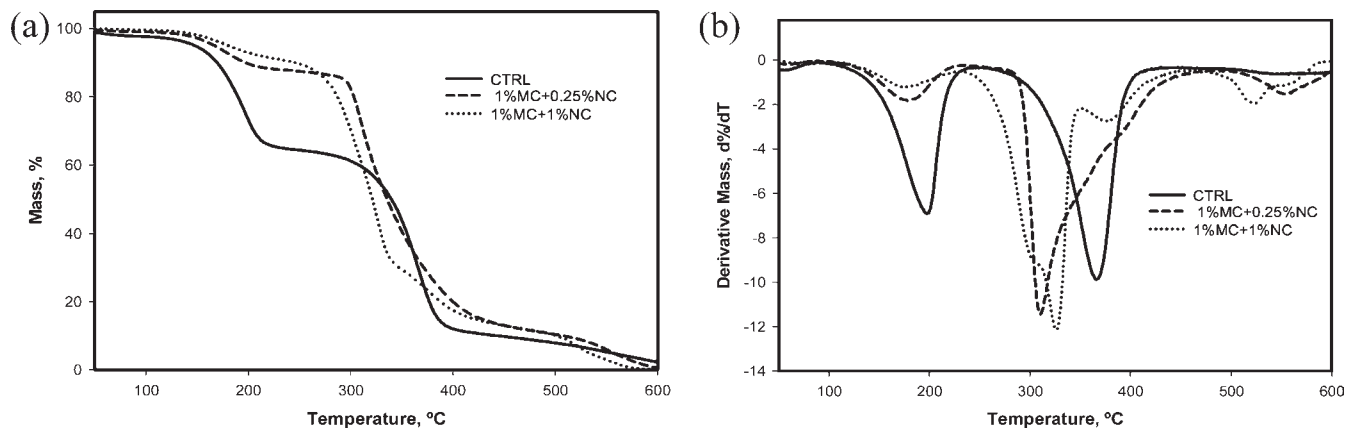 (a)
100
80
60
40
20
0
Mass, %
CTRL
1%MC+0.25%NC
1%MC+1%NC
100 200 300 400 500 600
Temperature, ºC
(b)
0
-2
-4
-6
-8
-10
-12
-14
Derivative Mass, d%/dT
CTRL
1%MC+0.25%NC
1%MC+1%NC
100 200 300 400 500 600
Temperature, ºC